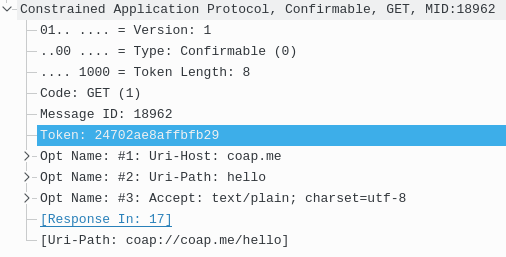 Constrained Application Protocol, Confirmable, GET, MID:18962
01.. .... = Version: 1
..00 .... = Type: Confirmable (0)
.... 1000 = Token Length: 8
Code: GET (1)
Message ID: 18962
Token: 24702ae8affbfb29
Opt Name: #1: Uri-Host: coap.me
Opt Name: #2: Uri-Path: hello
Opt Name: #3: Accept: text/plain; charset=utf-8
[Response In: 17]
[Uri-Path: coap://coap.me/hello]